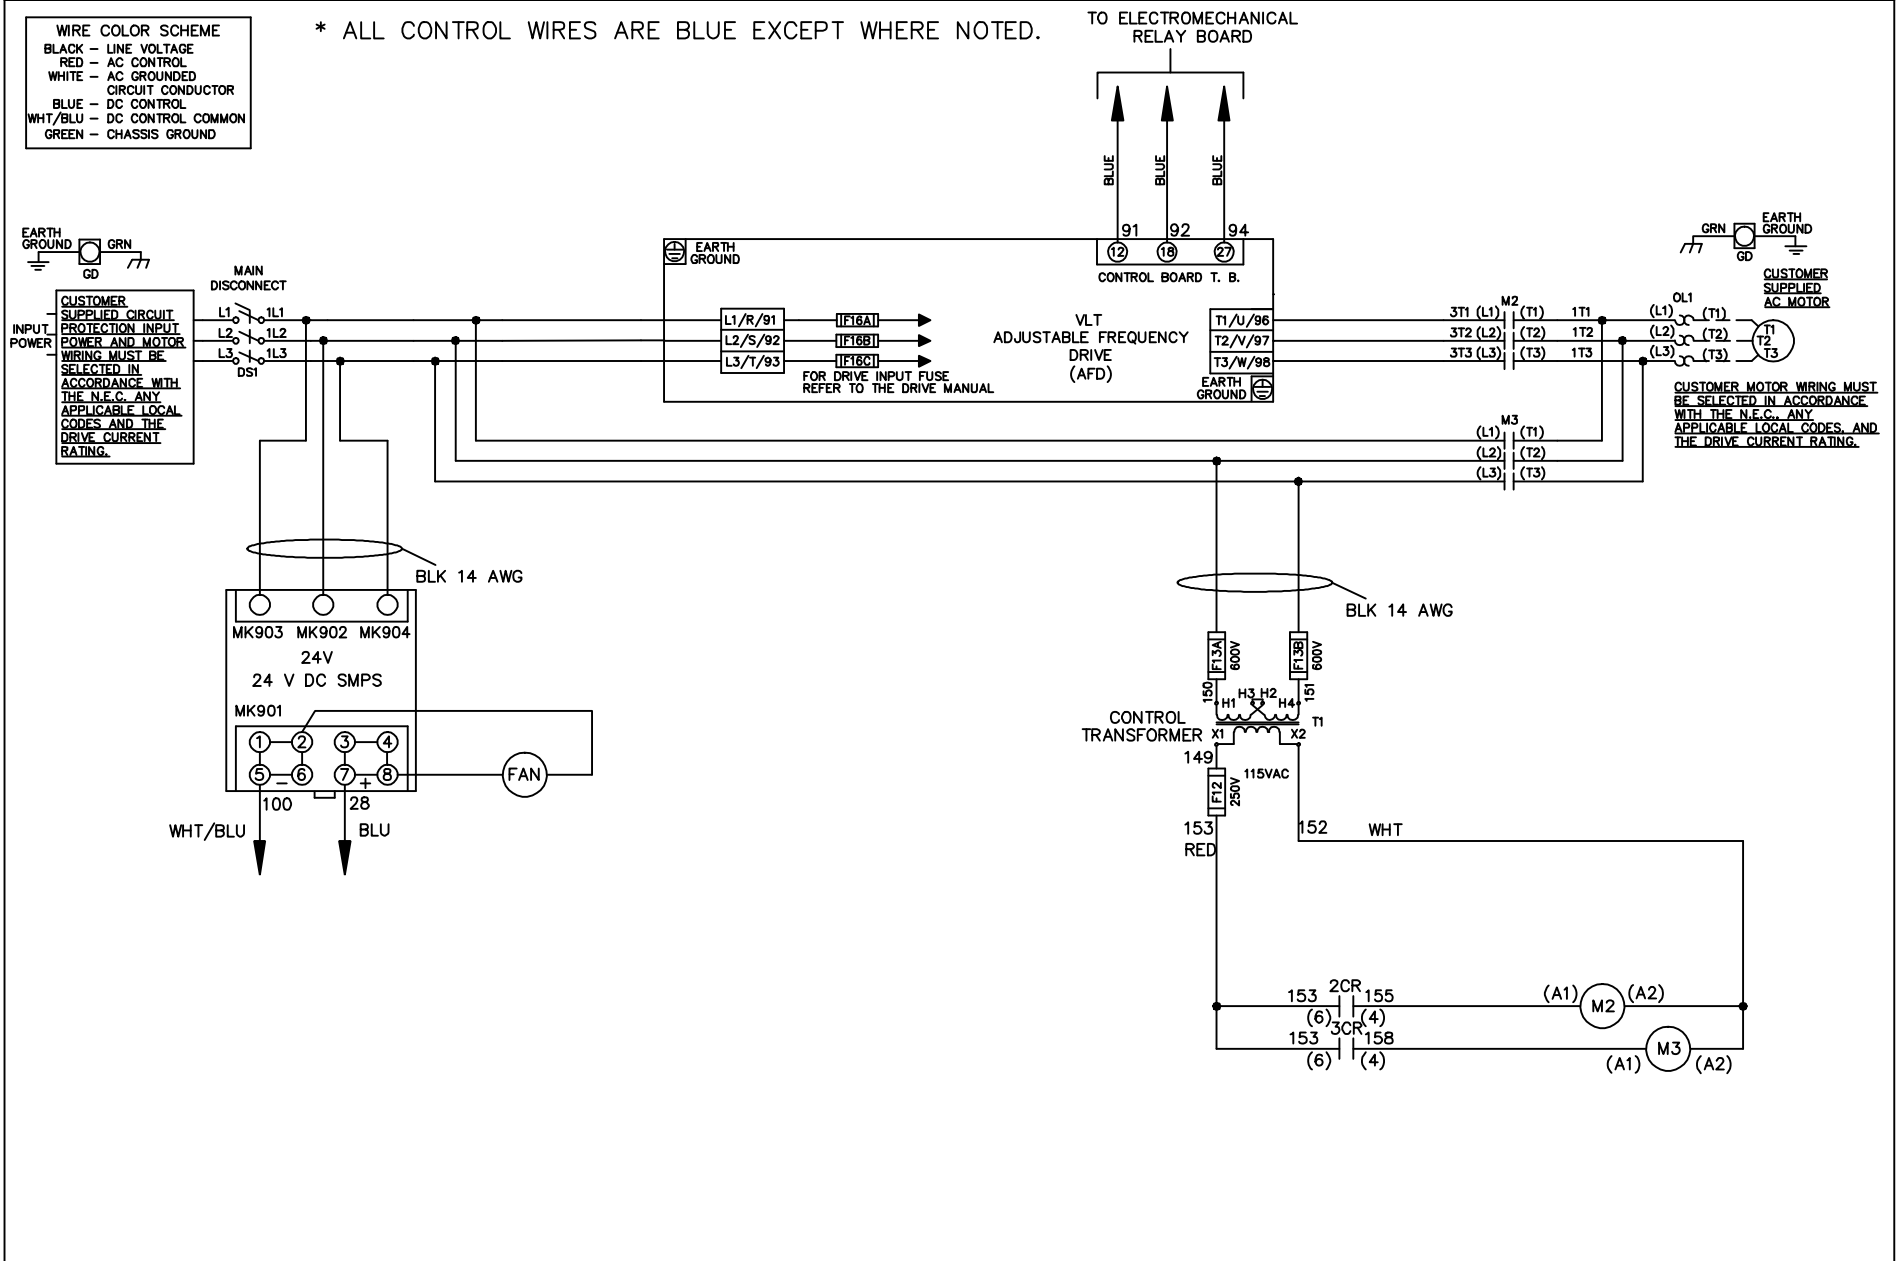 WIRE COLOR SCHEME
BLACK – LINE VOLTAGE
RED – AC CONTROL
WHITE – AC GROUNDED
CIRCUIT CONDUCTOR
BLUE – DC CONTROL
WHT/BLU – DC CONTROL COMMON
GREEN – CHASSIS GROUND
* ALL CONTROL WIRES ARE BLUE EXCEPT WHERE NOTED.
TO ELECTROMECHANICAL
RELAY BOARD
BLUE
BLUE
BLUE
91 92 94
12 18 27
CONTROL BOARD T. B.
EARTH
GROUND
GRN
GD
INPUT
POWER
CUSTOMER
SUPPLIED CIRCUIT
PROTECTION INPUT
POWER AND MOTOR
WIRING MUST BE
SELECTED IN
ACCORDANCE WITH
THE N.E.C. ANY
APPLICABLE LOCAL
CODES AND THE
DRIVE CURRENT
RATING.
MAIN
DISCONNECT
L1 1L1
L2 1L2
L3 1L3
DS1
EARTH
GROUND
L1/R/91 IF16A
L2/S/92 IF16B
L3/T/93 IF16C
FOR DRIVE INPUT FUSE
REFER TO THE DRIVE MANUAL
VLT
ADJUSTABLE FREQUENCY
DRIVE
(AFD)
T1/U/96
T2/V/97
T3/W/98
EARTH
GROUND
M2
3T1 (L1) (T1) 1T1
3T2 (L2) (T2) 1T2
3T3 (L3) (T3) 1T3
OL1
(L1) (T1)
(L2) (T2)
(L3) (T3)
T1
T2
T3
GRN
EARTH
GROUND
GD
CUSTOMER
SUPPLIED
AC MOTOR
CUSTOMER MOTOR WIRING MUST
BE SELECTED IN ACCORDANCE
WITH THE N.E.C., ANY
APPLICABLE LOCAL CODES, AND
THE DRIVE CURRENT RATING.
M3
(L1) (T1)
(L2) (T2)
(L3) (T3)
BLK 14 AWG
MK903 MK902 MK904
24V
24 V DC SMPS
MK901
1 2 3 4
5 – 6 7 + 8
FAN
100 28
WHT/BLU BLU
BLK 14 AWG
F13A
600V
F13B
600V
150
151
H1 H3 H2 H4
CONTROL
TRANSFORMER
T1
X1 X2
149
115VAC
F12
250V
153
RED
152 WHT
153 2CR 155
(6) (4)
(A1) M2 (A2)
153 3CR 158
(6) (4)
(A1) M3 (A2)